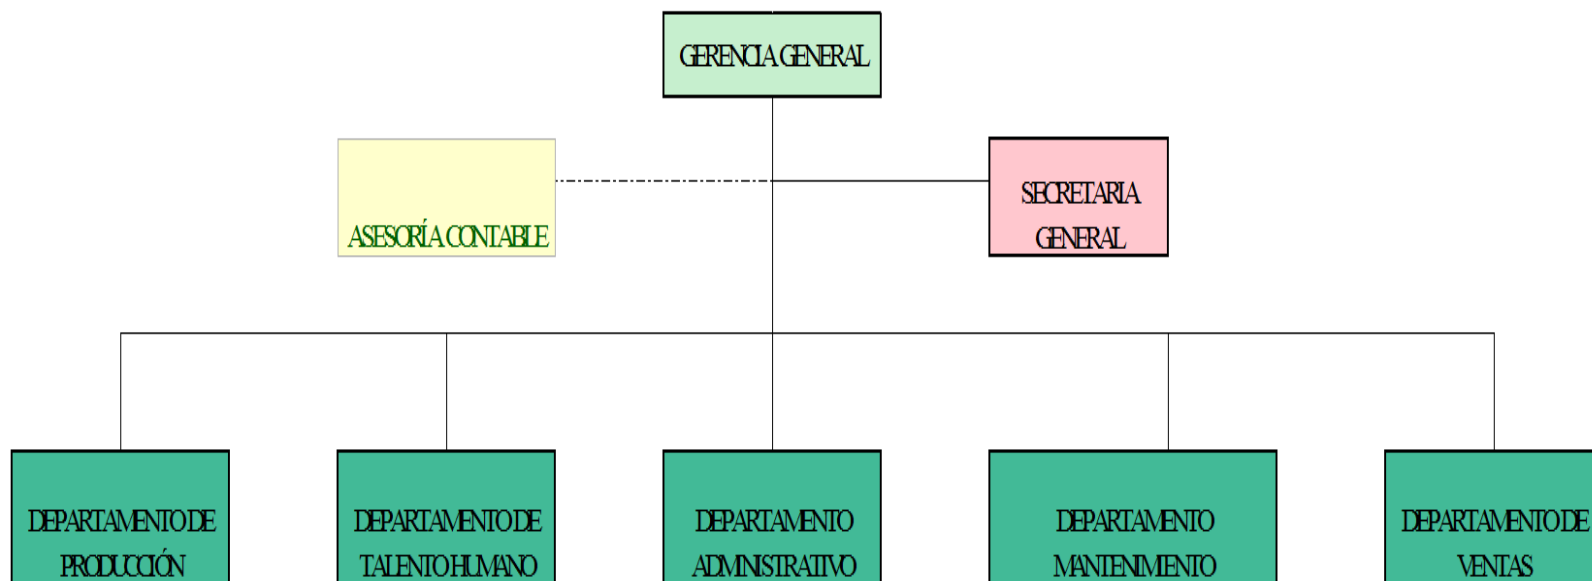 GERENCIA GENERAL
ASESORÍA CONTABLE
SECRETARIA
GENERAL
DEPARTAMENTO DE
PRODUCCIÓN
DEPARTAMENTO DE
TALENTO HUMANO
DEPARTAMENTO
ADMINISTRATIVO
DEPARTAMENTO
MANTENIMIENTO
DEPARTAMENTO DE
VENTAS